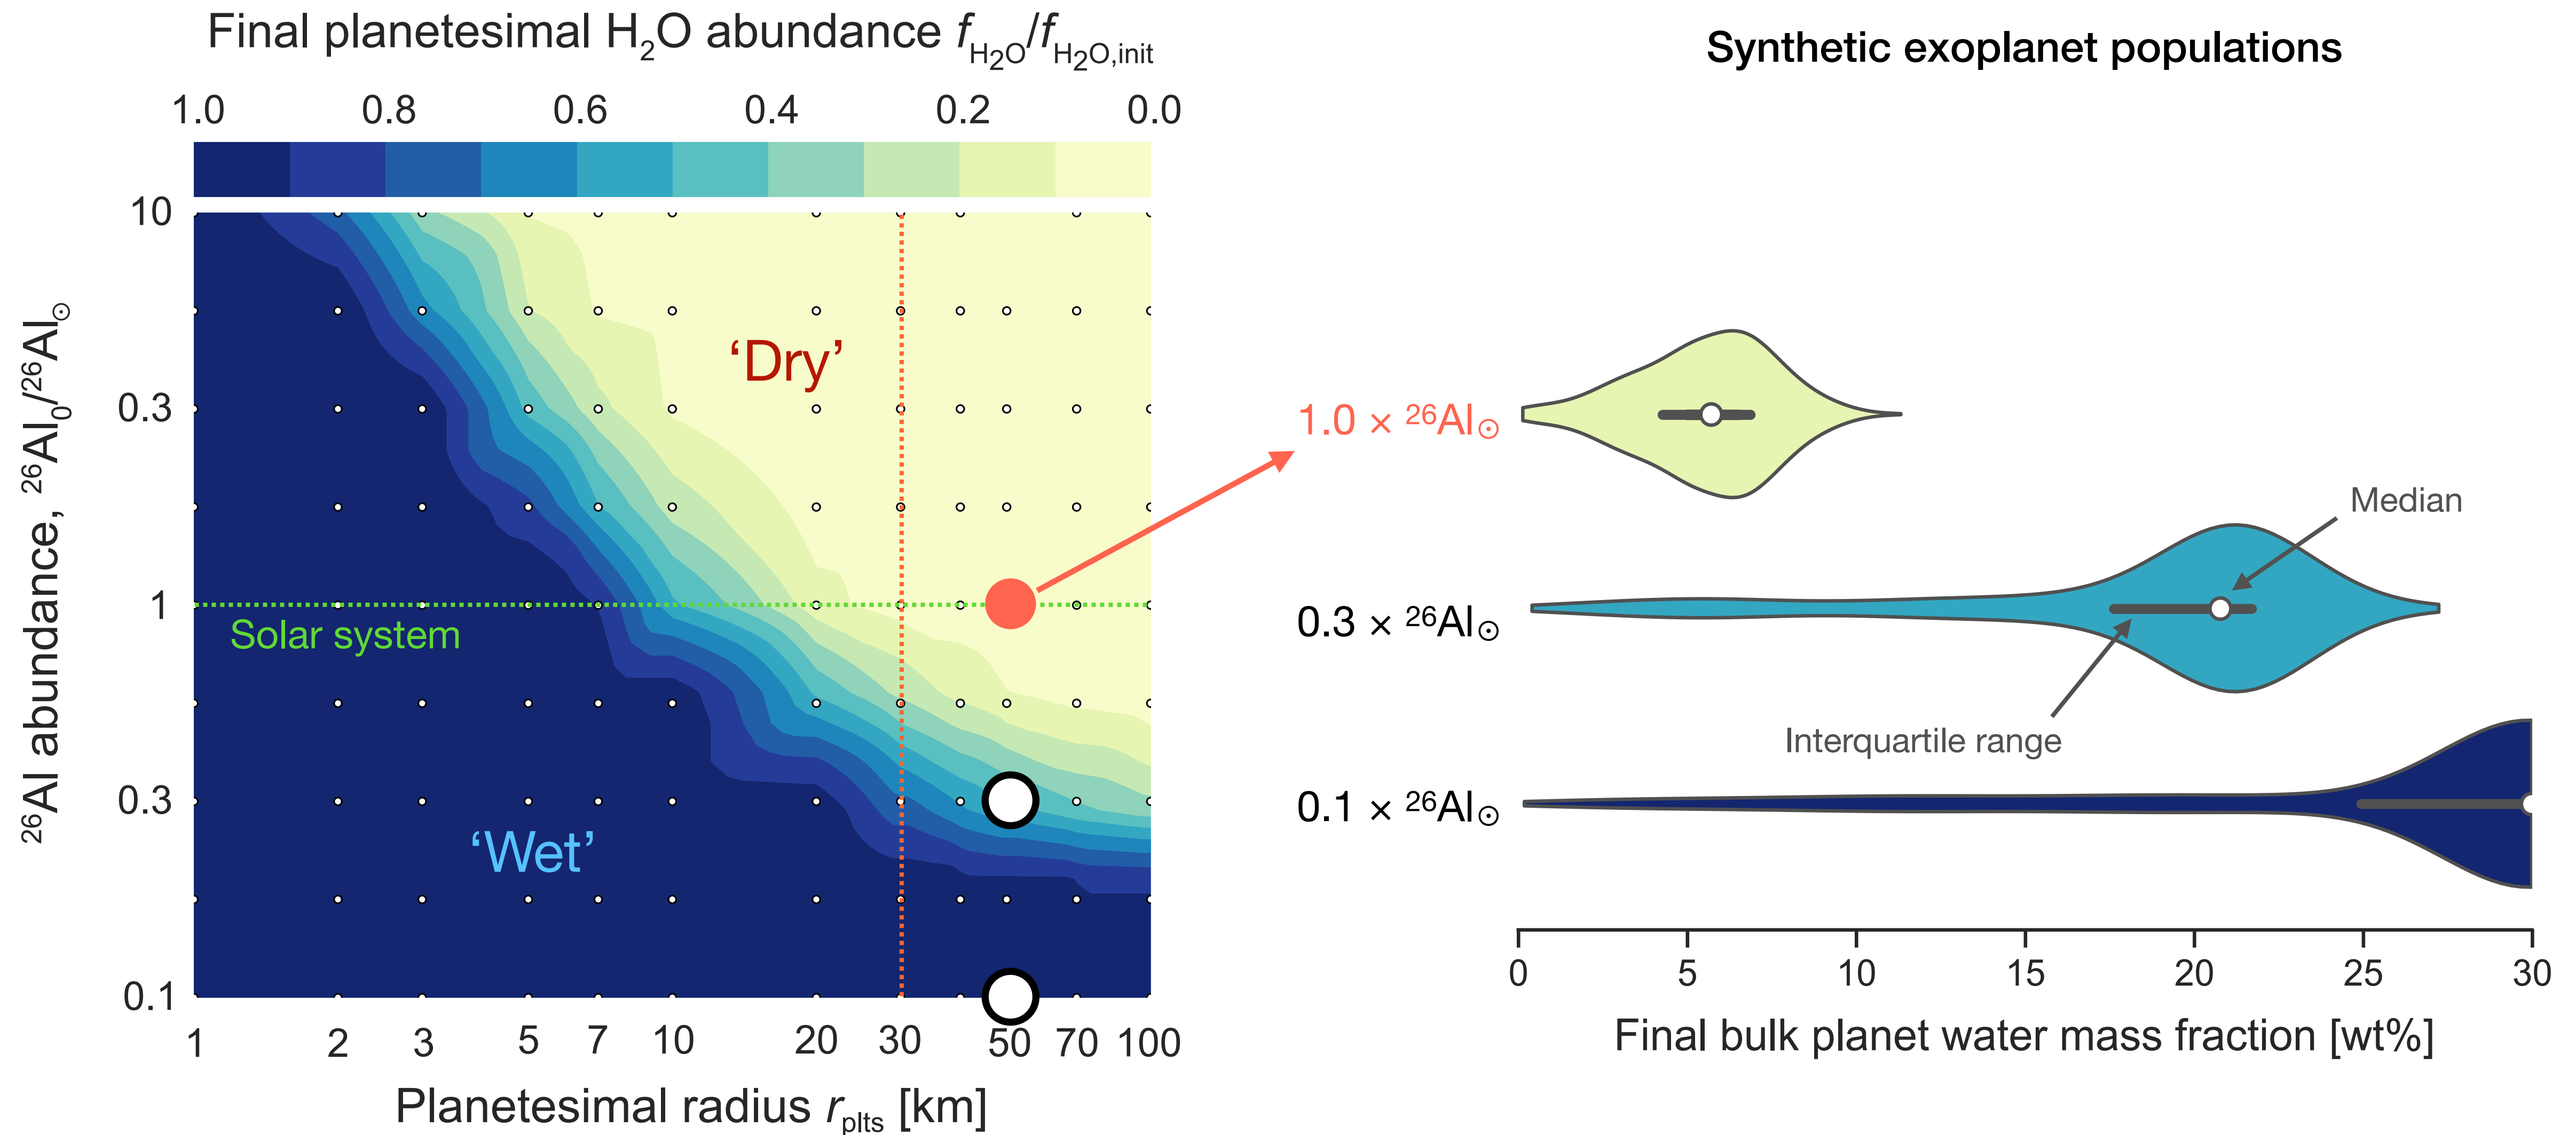 Final planetesimal H₂O abundance f_H₂O/f_H₂O,init
1.0 0.8 0.6 0.4 0.2 0.0
²⁶Al abundance, ²⁶Al₀/²⁶Al☉
10
0.3
1
0.3
0.1
‘Dry’
Solar system
‘Wet’
1 2 3 5 7 10 20 30 50 70 100
Planetesimal radius r_plts [km]
Synthetic exoplanet populations
1.0 × ²⁶Al☉
Median
0.3 × ²⁶Al☉
Interquartile range
0.1 × ²⁶Al☉
0 5 10 15 20 25 30
Final bulk planet water mass fraction [wt%]